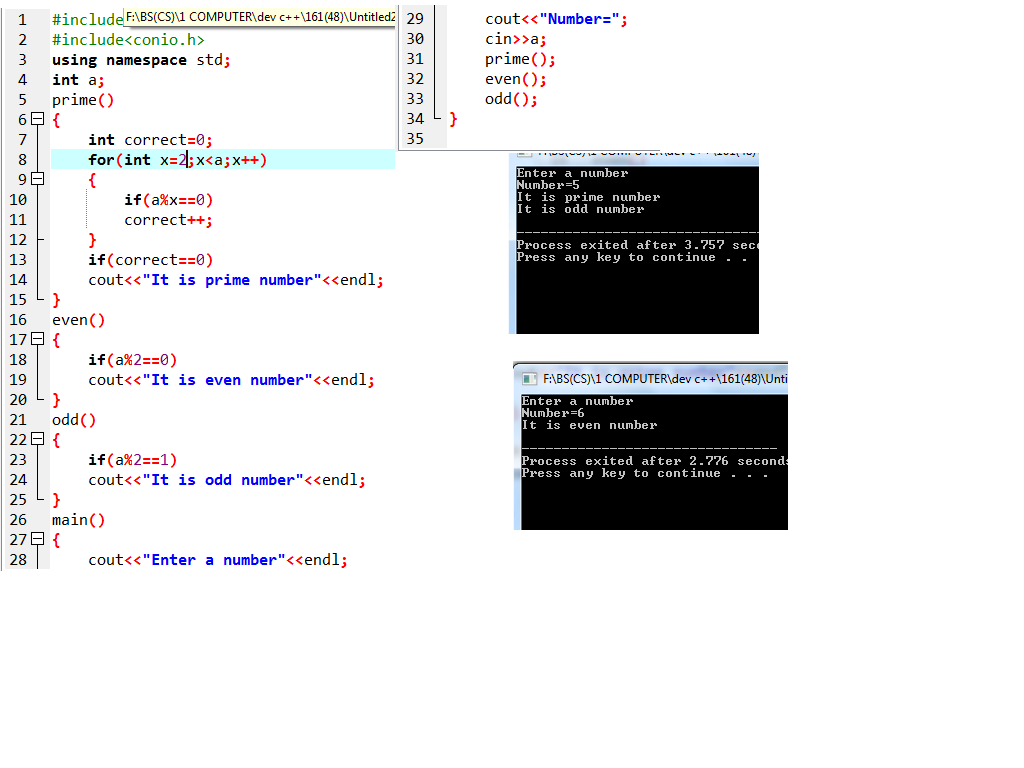 1 #include F:\BS(CS)\1 COMPUTER\dev c++\161(48)\Untitled2
2 #include<conio.h>
3 using namespace std;
4 int a;
5 prime()
6 {
7 int correct=0;
8 for(int x=2;x<a;x++)
9 {
10 if(a%x==0)
11 correct++;
12 }
13 if(correct==0)
14 cout<<"It is prime number"<<endl;
15 }
16 even()
17 {
18 if(a%2==0)
19 cout<<"It is even number"<<endl;
20 }
21 odd()
22 {
23 if(a%2==1)
24 cout<<"It is odd number"<<endl;
25 }
26 main()
27 {
28 cout<<"Enter a number"<<endl;
29 cout<<"Number=";
30 cin>>a;
31 prime();
32 even();
33 odd();
34 }
35
Enter a number
Number=5
It is prime number
It is odd number
--------------------------------
Process exited after 3.757 seco
Press any key to continue . .
F:\BS(CS)\1 COMPUTER\dev c++\161(48)\Unti
Enter a number
Number=6
It is even number
--------------------------------
Process exited after 2.776 seconds
Press any key to continue . . .